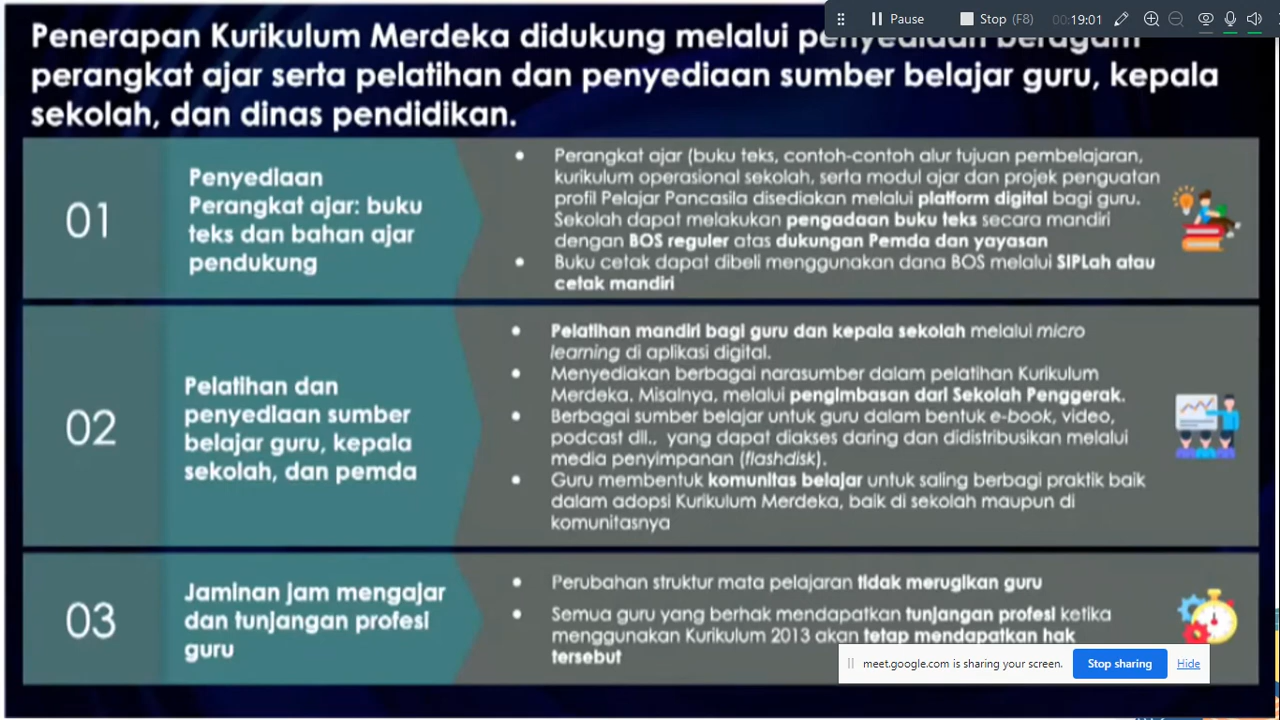 Pause
Stop (F8)
00:19:01
Penerapan Kurikulum Merdeka didukung melalui penyediaan beragam
perangkat ajar serta pelatihan dan penyediaan sumber belajar guru, kepala
sekolah, dan dinas pendidikan.
01
Penyediaan
Perangkat ajar: buku
teks dan bahan ajar
pendukung
• Perangkat ajar (buku teks, contoh-contoh alur tujuan pembelajaran,
kurikulum operasional sekolah, serta modul ajar dan projek penguatan
profil Pelajar Pancasila disediakan melalui platform digital bagi guru.
Sekolah dapat melakukan pengadaan buku teks secara mandiri
dengan BOS reguler atas dukungan Pemda dan yayasan
• Buku cetak dapat dibeli menggunakan dana BOS melalui SIPLah atau
cetak mandiri
02
Pelatihan dan
penyediaan sumber
belajar guru, kepala
sekolah, dan pemda
• Pelatihan mandiri bagi guru dan kepala sekolah melalui micro
learning di aplikasi digital.
• Menyediakan berbagai narasumber dalam pelatihan Kurikulum
Merdeka. Misalnya, melalui pengimbasan dari Sekolah Penggerak.
• Berbagai sumber belajar untuk guru dalam bentuk e-book, video,
podcast dll., yang dapat diakses daring dan didistribusikan melalui
media penyimpanan (flashdisk).
• Guru membentuk komunitas belajar untuk saling berbagi praktik baik
dalam adopsi Kurikulum Merdeka, baik di sekolah maupun di
komunitasnya
03
Jaminan jam mengajar
dan tunjangan profesi
guru
• Perubahan struktur mata pelajaran tidak merugikan guru
• Semua guru yang berhak mendapatkan tunjangan profesi ketika
menggunakan Kurikulum 2013 akan tetap mendapatkan hak
tersebut
meet.google.com is sharing your screen.
Stop sharing
Hide